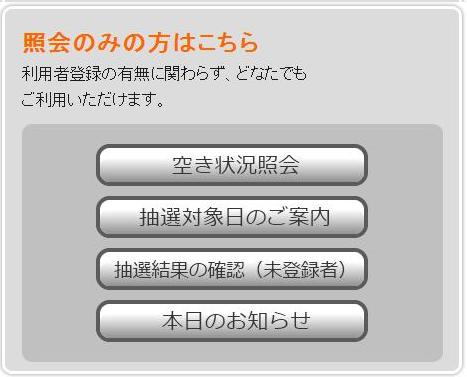 照会のみの方はこちら
利用者登録の有無に関わらず、どなたでも
ご利用いただけます。
空き状況照会
抽選対象日のご案内
抽選結果の確認（未登録者）
本日のお知らせ